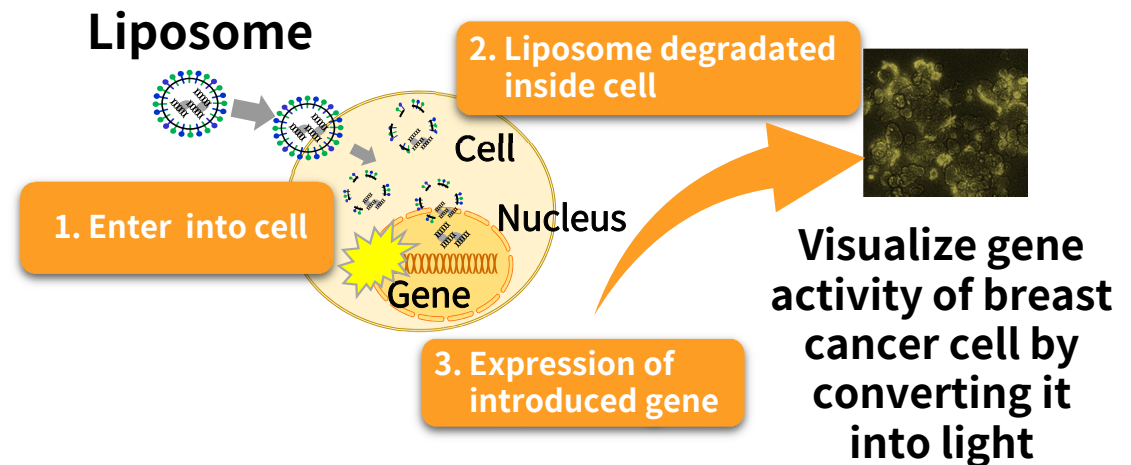 Liposome
2. Liposome degradated
inside cell
Cell
1. Enter into cell
Nucleus
Gene
3. Expression of
introduced gene
Visualize gene
activity of breast
cancer cell by
converting it
into light